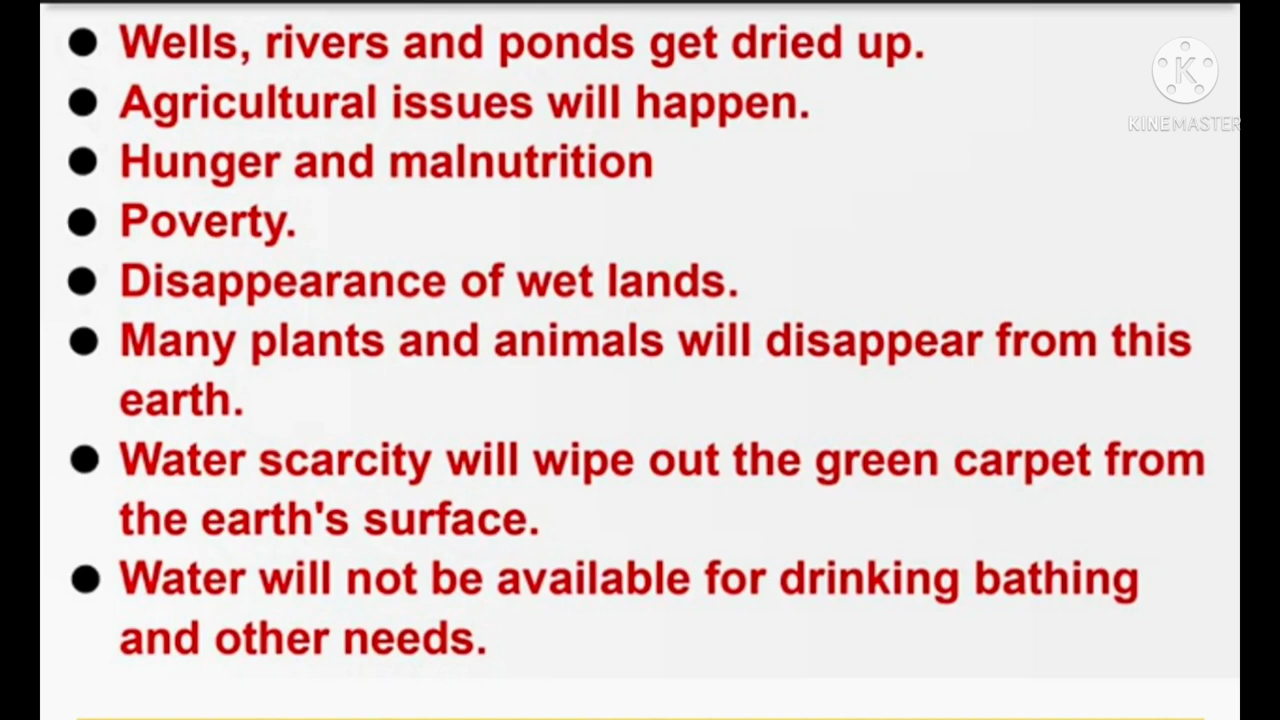 ● Wells, rivers and ponds get dried up.
● Agricultural issues will happen.
● Hunger and malnutrition
● Poverty.
● Disappearance of wet lands.
● Many plants and animals will disappear from this
earth.
● Water scarcity will wipe out the green carpet from
the earth's surface.
● Water will not be available for drinking bathing
and other needs.
K
KINEMASTER